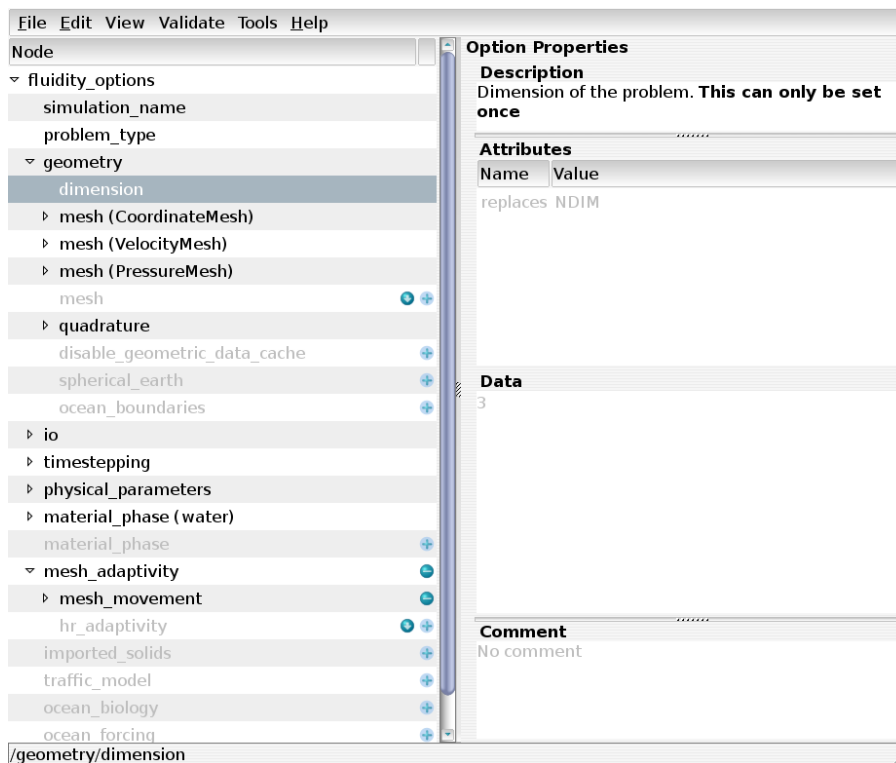 File Edit View Validate Tools Help
Node
fluidity_options
simulation_name
problem_type
geometry
dimension
mesh (CoordinateMesh)
mesh (VelocityMesh)
mesh (PressureMesh)
mesh
quadrature
disable_geometric_data_cache
spherical_earth
ocean_boundaries
io
timestepping
physical_parameters
material_phase (water)
material_phase
mesh_adaptivity
mesh_movement
hr_adaptivity
imported_solids
traffic_model
ocean_biology
ocean_forcing
Option Properties
Description
Dimension of the problem. This can only be set
once
Attributes
Name Value
replaces NDIM
Data
3
Comment
No comment
/geometry/dimension